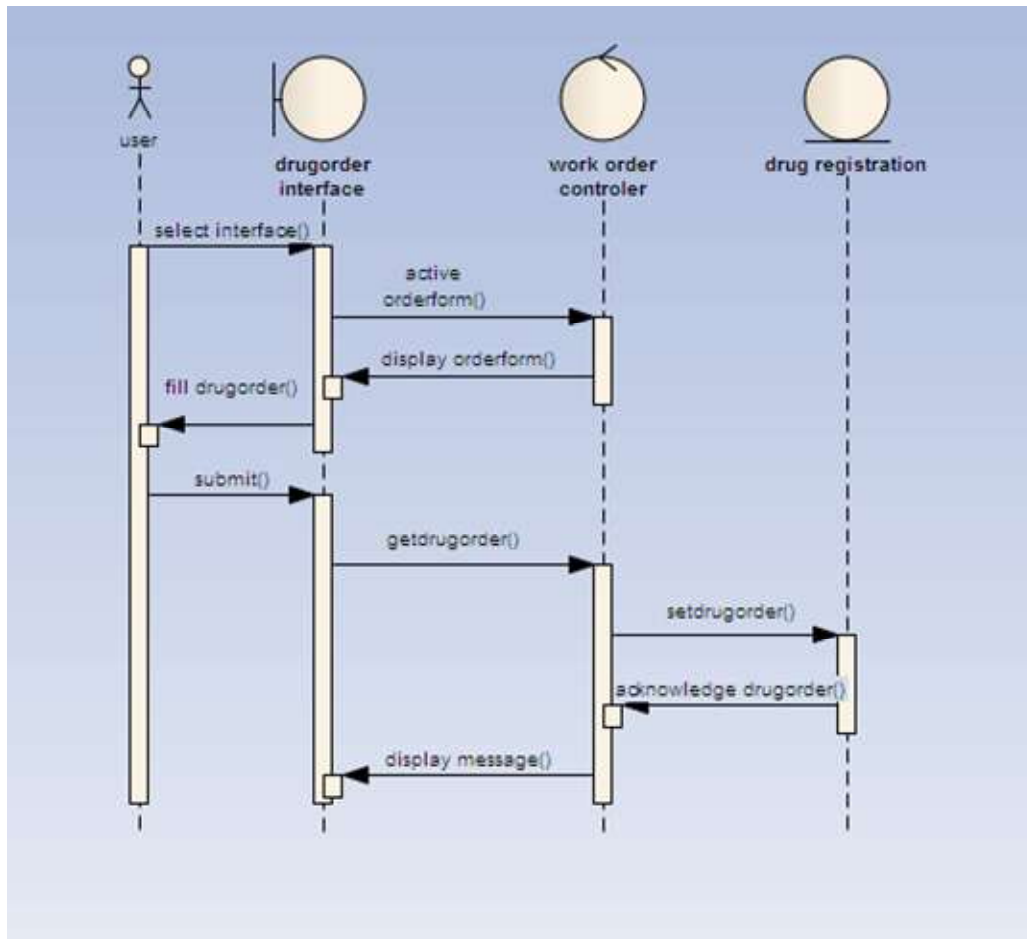 user
drugorder
interface
work order
controler
drug registration
select interface()
active
orderform()
display orderform()
fill drugorder()
submit()
getdrugorder()
setdrugorder()
acknowledge drugorder()
display message()